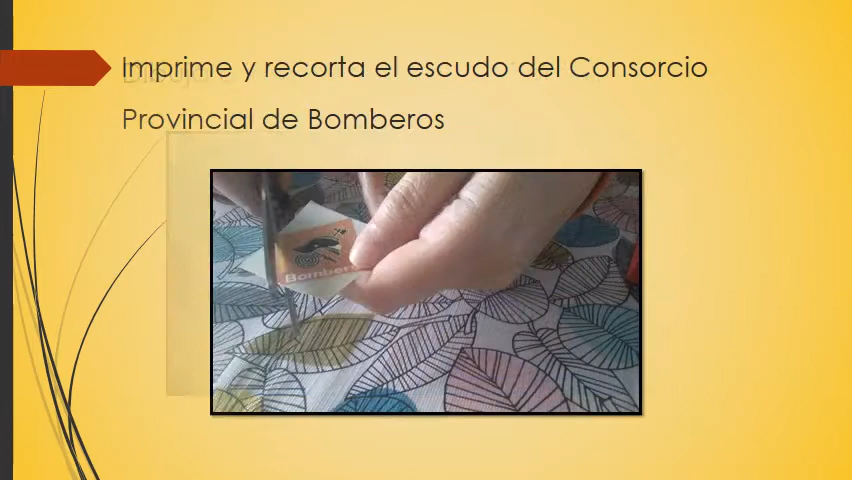 Imprime y recorta el escudo del Consorcio
Provincial de Bomberos
Bomberos